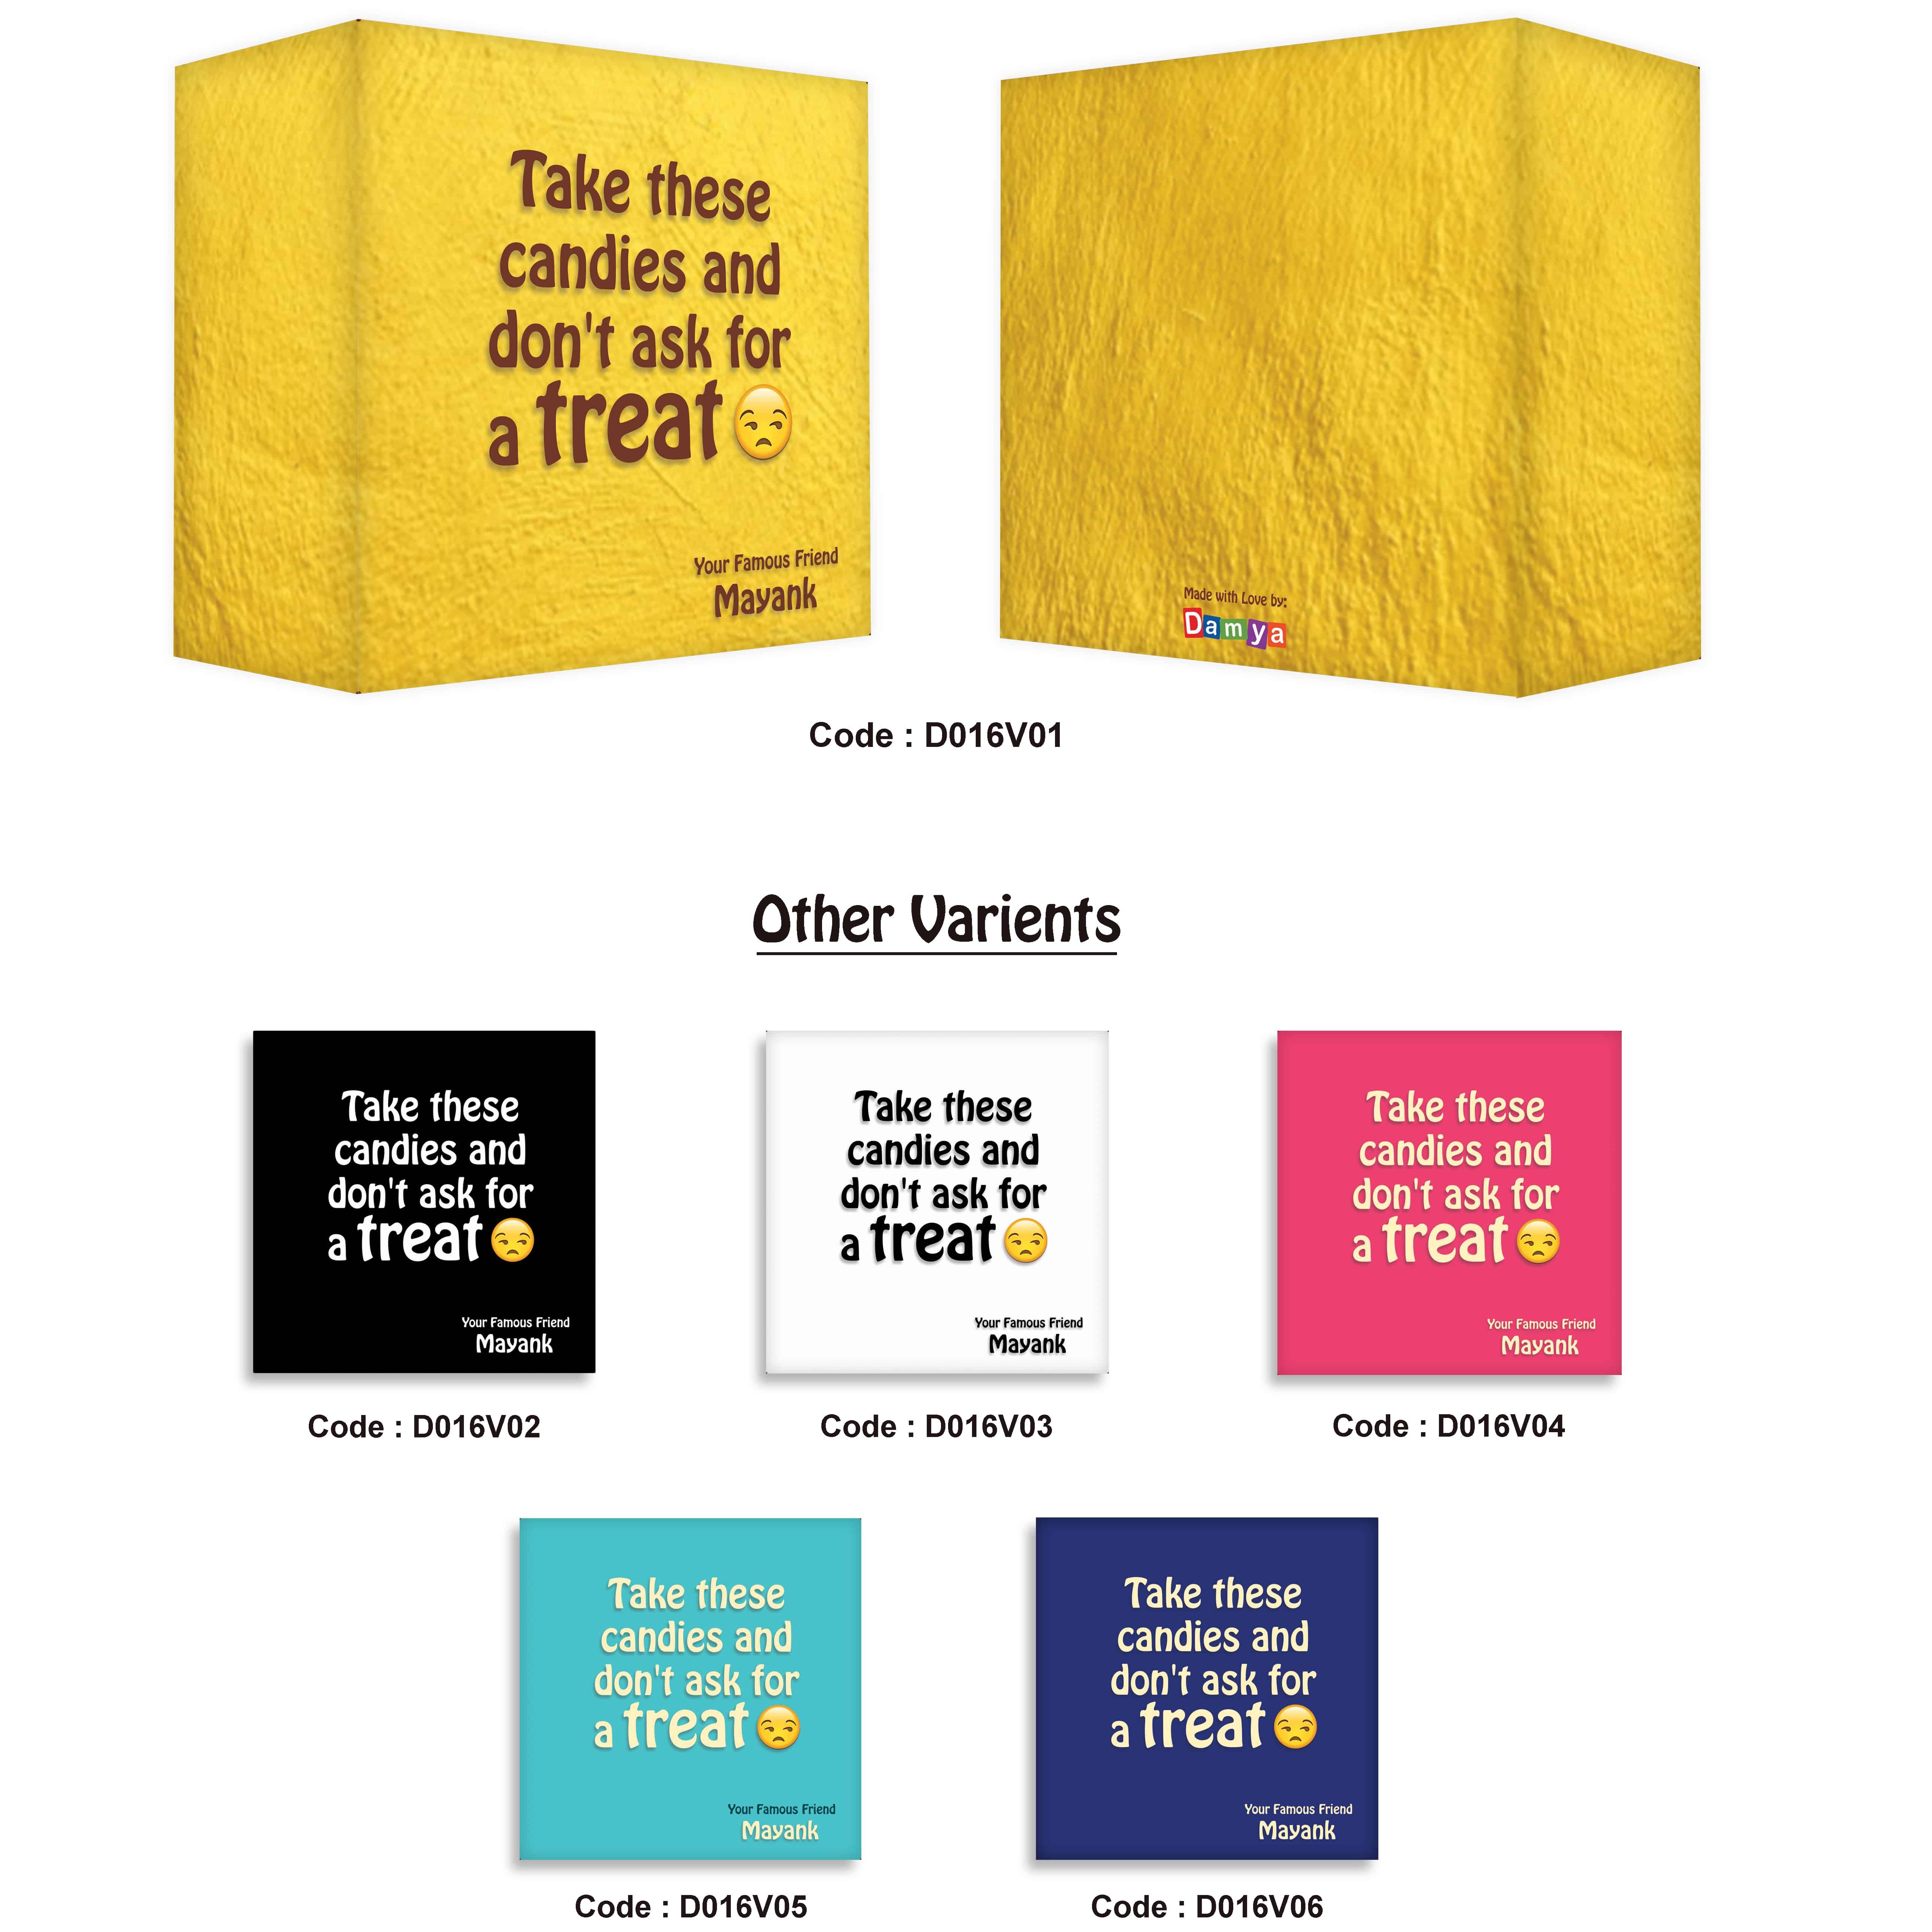 Take these
candies and
don't ask for
a treat
Your Famous Friend
Mayank
Made with Love by:
Damya
Code : D016V01
Other Varients
Take these
candies and
don't ask for
a treat
Your Famous Friend
Mayank
Code : D016V02
Take these
candies and
don't ask for
a treat
Your Famous Friend
Mayank
Code : D016V03
Take these
candies and
don't ask for
a treat
Your Famous Friend
Mayank
Code : D016V04
Take these
candies and
don't ask for
a treat
Your Famous Friend
Mayank
Code : D016V05
Take these
candies and
don't ask for
a treat
Your Famous Friend
Mayank
Code : D016V06